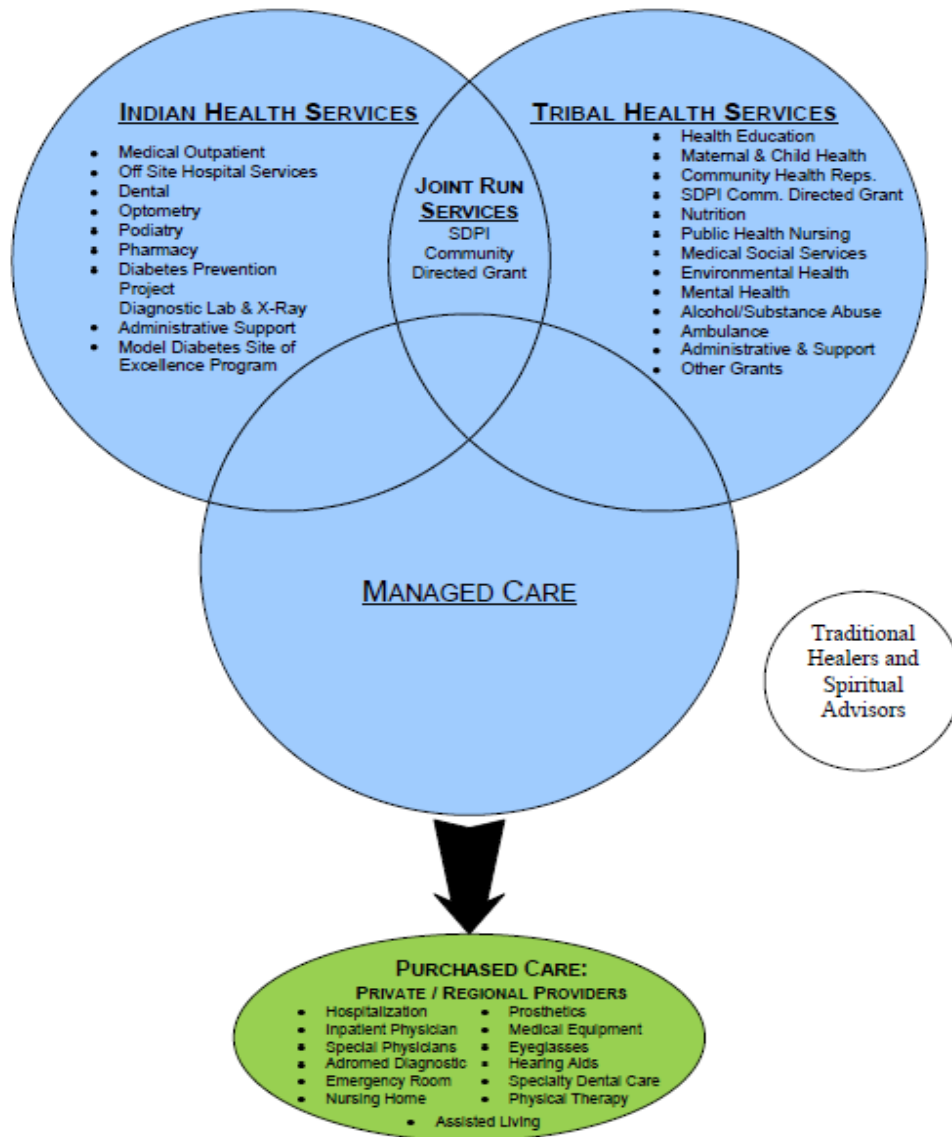 INDIAN HEALTH SERVICES
• Medical Outpatient
• Off Site Hospital Services
• Dental
• Optometry
• Podiatry
• Pharmacy
• Diabetes Prevention
Project
Diagnostic Lab & X-Ray
• Administrative Support
• Model Diabetes Site of
Excellence Program
JOINT RUN
SERVICES
SDPI
Community
Directed Grant
TRIBAL HEALTH SERVICES
• Health Education
• Maternal & Child Health
• Community Health Reps.
• SDPI Comm. Directed Grant
• Nutrition
• Public Health Nursing
• Medical Social Services
• Environmental Health
• Mental Health
• Alcohol/Substance Abuse
• Ambulance
• Administrative & Support
• Other Grants
MANAGED CARE
Traditional
Healers and
Spiritual
Advisors
PURCHASED CARE:
PRIVATE / REGIONAL PROVIDERS
• Hospitalization
• Inpatient Physician
• Special Physicians
• Adromed Diagnostic
• Emergency Room
• Nursing Home
• Prosthetics
• Medical Equipment
• Eyeglasses
• Hearing Aids
• Specialty Dental Care
• Physical Therapy
• Assisted Living